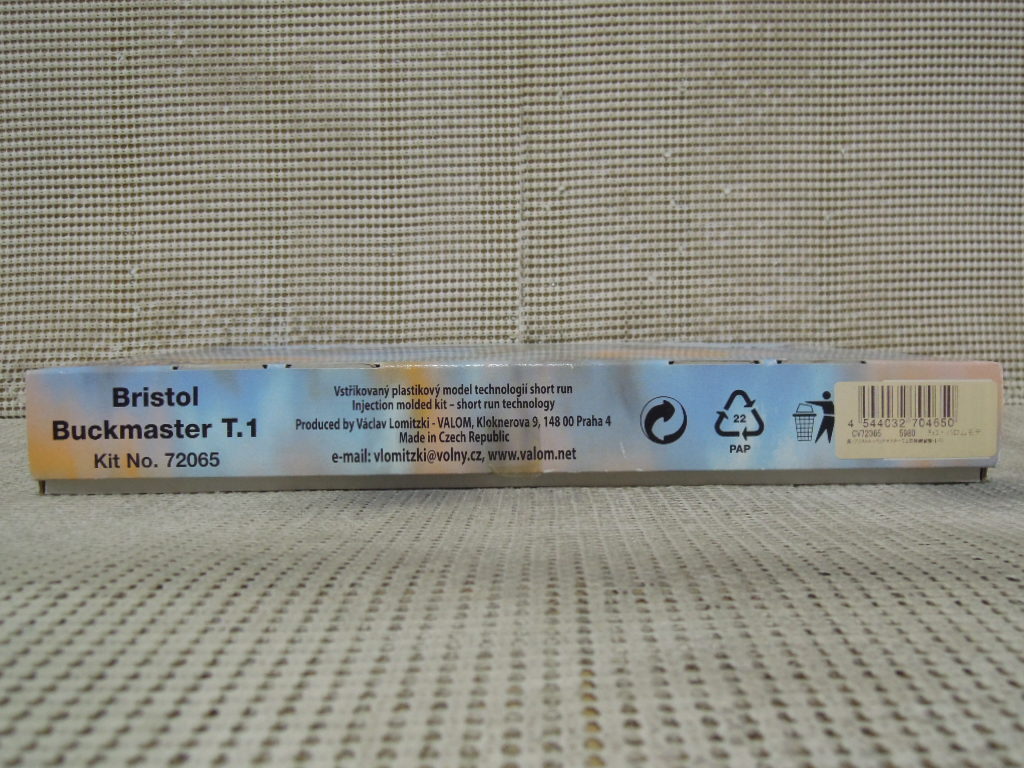 Bristol
Buckmaster T.1
Kit No. 72065
Vstřikovaný plastikový model technologií short run
Injection molded kit – short run technology
Produced by Václav Lomitzki - VALOM, Kloknerova 9, 148 00 Praha 4
Made in Czech Republic
e-mail: vlomitzki@volny.cz, www.valom.net
22
PAP
4 544032 704650
CV72065 5980